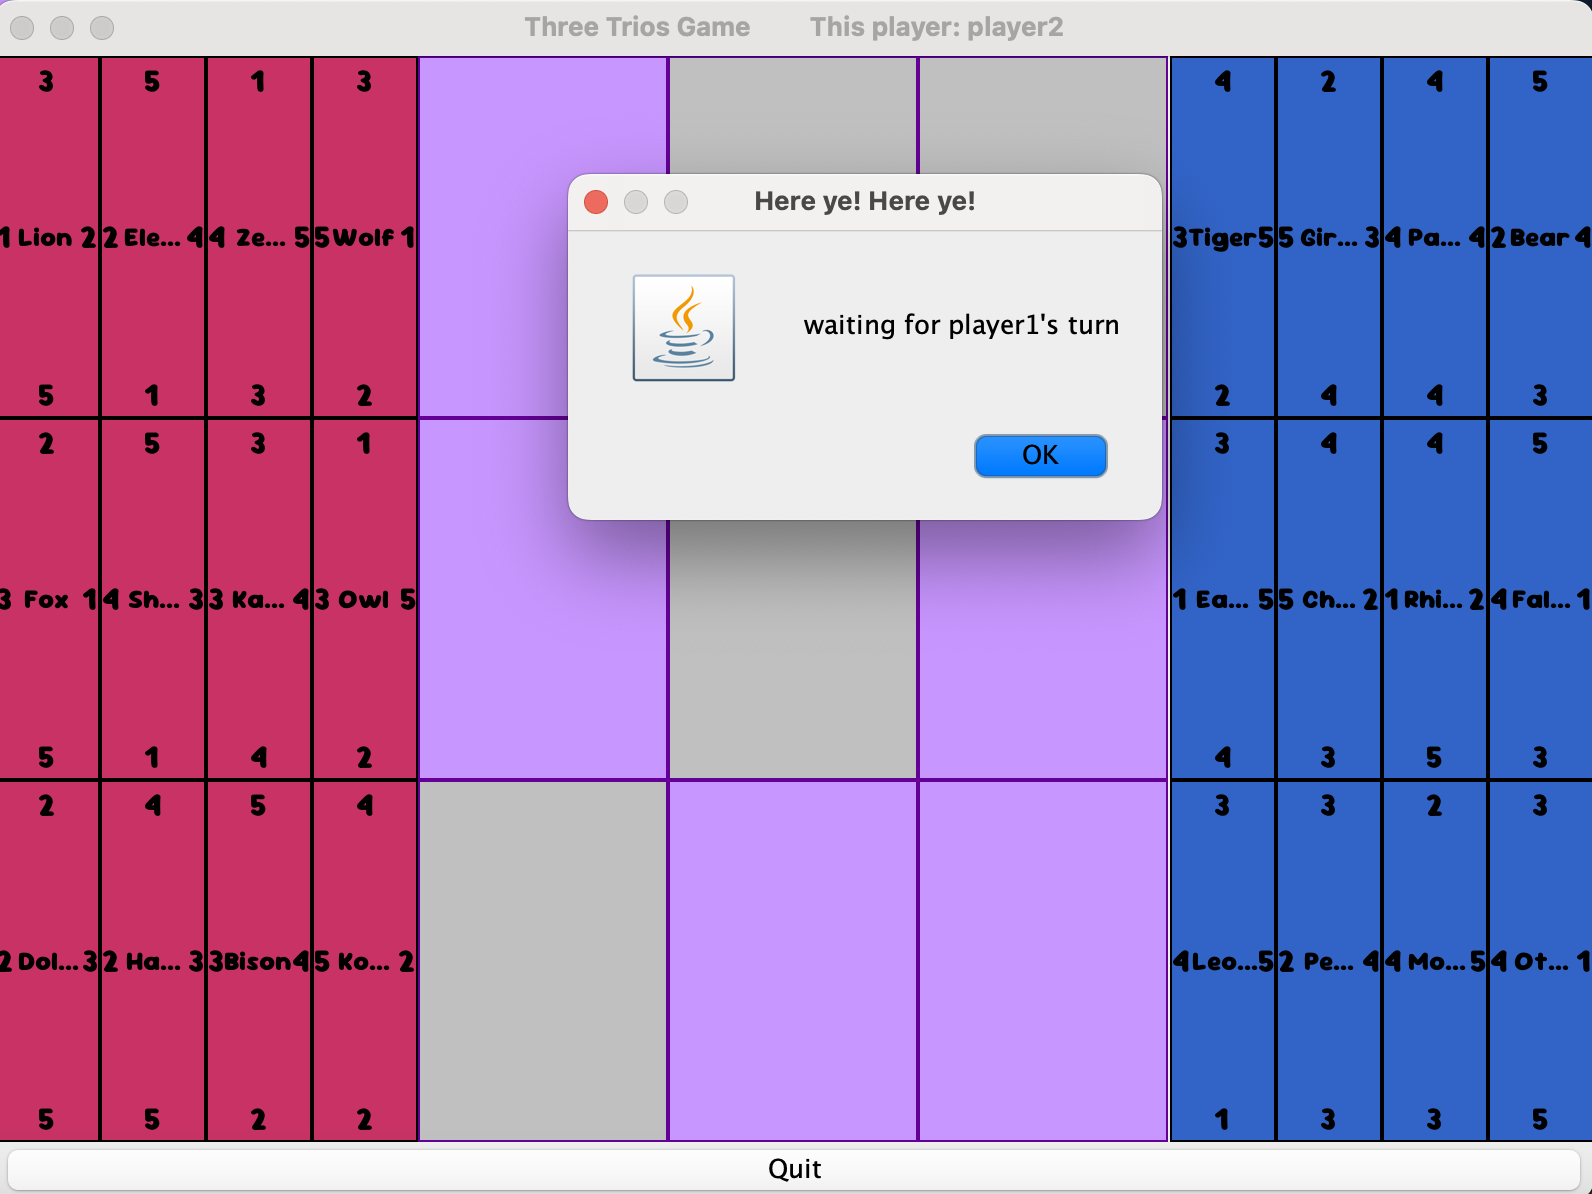 Three Trios Game This player: player2
3 5 1 3 4 2 4 5
Here ye! Here ye!
1 Lion 2 2 Ele... 4 4 Ze... 5 5 Wolf 1 3 Tiger 5 5 Gir... 3 4 Pa... 4 2 Bear 4
waiting for player1's turn
5 1 3 2 2 4 4 3
2 5 3 1 3 4 4 5
OK
3 Fox 1 4 Sh... 3 3 Ka... 4 3 Owl 5 1 Ea... 5 5 Ch... 2 1 Rhi... 2 4 Fal... 1
5 1 4 2 4 3 5 3
2 4 5 4 3 3 2 3
2 Dol... 3 2 Ha... 3 3 Bison 4 5 Ko... 2 4 Leo... 5 2 Pe... 4 4 Mo... 5 4 Ot... 1
5 5 2 2 1 3 3 5
Quit